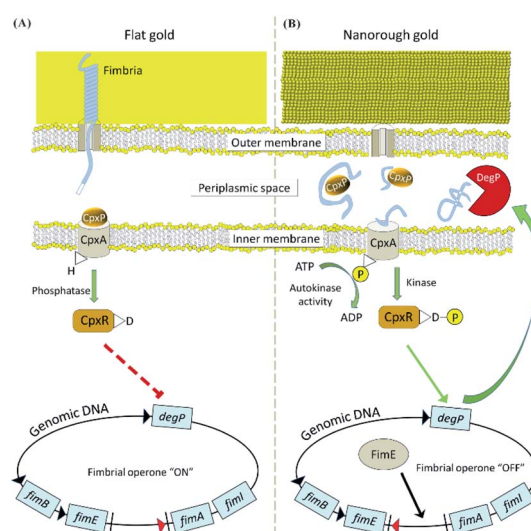 (A)
Flat gold
Fimbria
(B)
Nanorough gold
Outer membrane
Periplasmic space
CpxP
CpxP
DegP
CpxP
CpxA
Inner membrane
CpxA
H
Phosphatase
CpxR
D
ATP
P
Autokinase
activity
ADP
Kinase
CpxR
D
P
Genomic DNA
degP
Fimbrial operone "ON"
fimB
fimE
fimA
fimI
Genomic DNA
degP
FimE
Fimbrial operone "OFF"
fimB
fimE
fimA
fimI